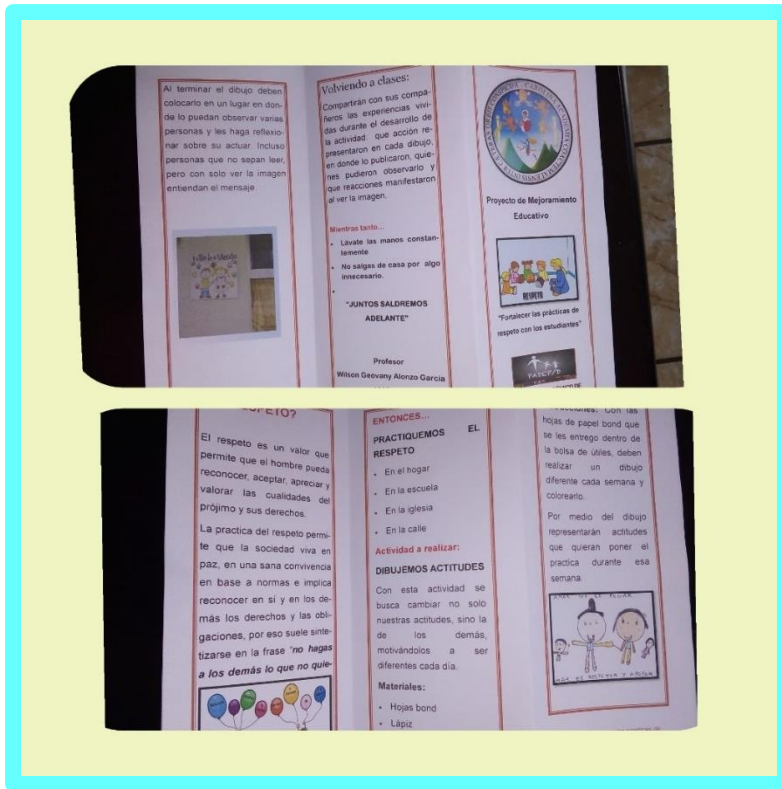 Al terminar el dibujo deben
colocarlo en un lugar en don-
de lo puedan observar varias
personas y les haga reflexio-
nar sobre su actuar. Incluso
personas que no sepan leer,
pero con solo ver la imagen
entiendan el mensaje
Volviendo a clases:
Compartirán con sus compa-
ñeros las experiencias vivi-
das durante el desarrollo de
la actividad: que acción re-
presentaron en cada dibujo,
en donde lo publicaron, quie-
nes pudieron observarlo y
que reacciones manifestaron
al ver la imagen.
Mientras tanto...
• Lávate las manos constan-
temente
• No salgas de casa por algo
innecesario.
•
"JUNTOS SALDREMOS
ADELANTE"
Profesor
Wilson Geovany Alonzo García
Proyecto de Mejoramiento
Educativo
RESPETO
"Fortalecer las prácticas de
respeto con los estudiantes"
PADEP/D
El respeto es un valor que
permite que el hombre pueda
reconocer, aceptar, apreciar y
valorar las cualidades del
prójimo y sus derechos.
La practica del respeto permi-
te que la sociedad viva en
paz, en una sana convivencia
en base a normas e implica
reconocer en sí y en los de-
más los derechos y las obli-
gaciones, por eso suele sinte-
tizarse en la frase "no hagas
a los demás lo que no quie-
ENTONCES...
PRACTIQUEMOS EL
RESPETO
• En el hogar
• En la escuela
• En la iglesia
• En la calle
Actividad a realizar:
DIBUJEMOS ACTITUDES
Con esta actividad se
busca cambiar no solo
nuestras actitudes, sino la
de los demás,
motivándolos a ser
diferentes cada día.
Materiales:
• Hojas bond
• Lápiz
Con las
hojas de papel bond que
se les entrego dentro de
la bolsa de útiles, deben
realizar un dibujo
diferente cada semana y
colorearlo.
Por medio del dibujo
representarán actitudes
que quieran poner el
practica durante esa
semana.